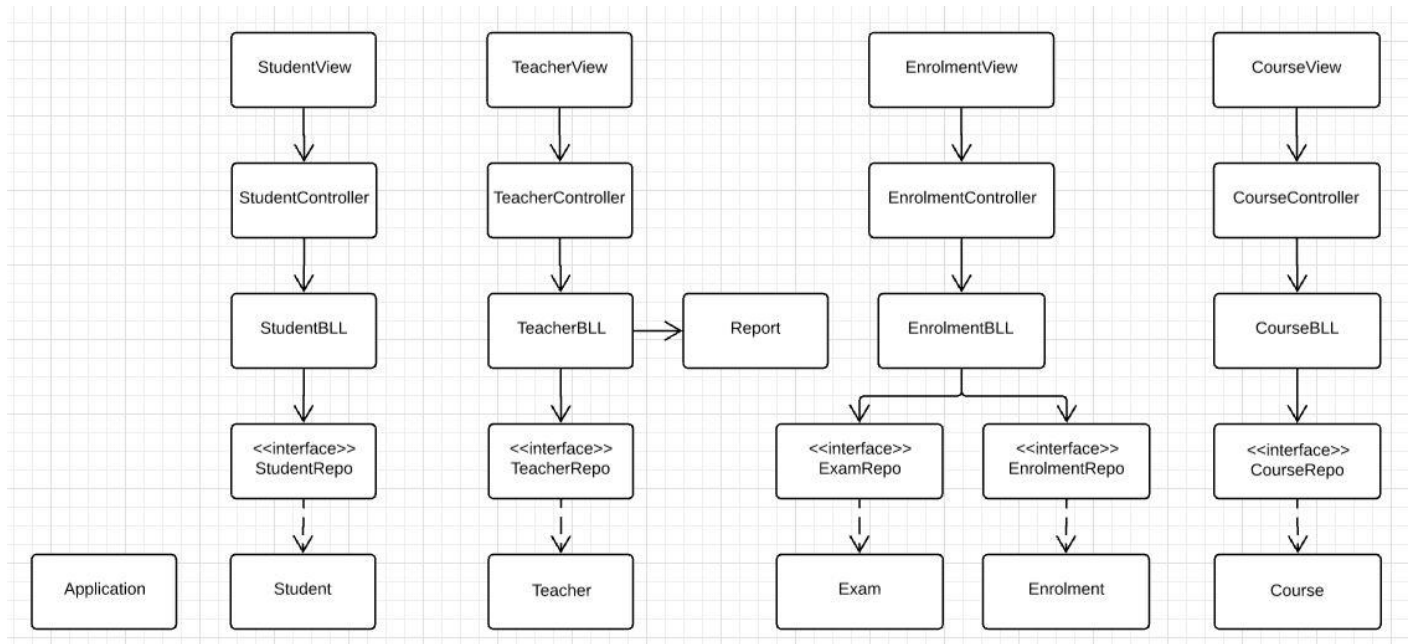 StudentView
TeacherView
EnrolmentView
CourseView
StudentController
TeacherController
EnrolmentController
CourseController
StudentBLL
TeacherBLL
Report
EnrolmentBLL
CourseBLL
<<interface>>
StudentRepo
<<interface>>
TeacherRepo
<<interface>>
ExamRepo
<<interface>>
EnrolmentRepo
<<interface>>
CourseRepo
Application
Student
Teacher
Exam
Enrolment
Course